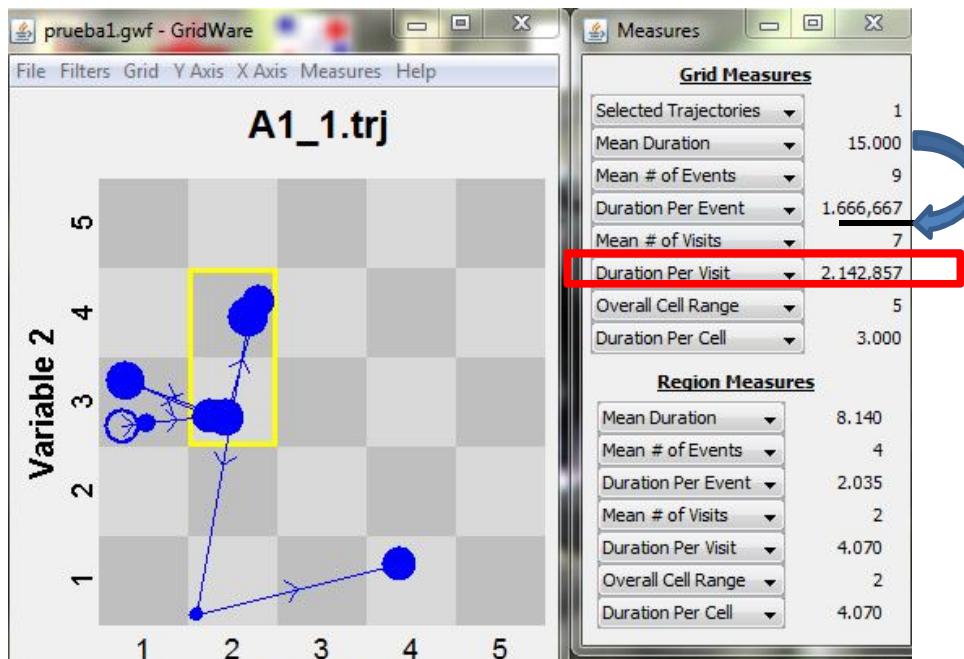 prueba1.gwf - GridWare
File Filters Grid Y Axis X Axis Measures Help
A1_1.trj
Variable 2
5
4
3
2
1
1 2 3 4 5
Measures
Grid Measures
Selected Trajectories 1
Mean Duration 15.000
Mean # of Events 9
Duration Per Event 1.666,667
Mean # of Visits 7
Duration Per Visit 2.142,857
Overall Cell Range 5
Duration Per Cell 3.000
Region Measures
Mean Duration 8.140
Mean # of Events 4
Duration Per Event 2.035
Mean # of Visits 2
Duration Per Visit 4.070
Overall Cell Range 2
Duration Per Cell 4.070